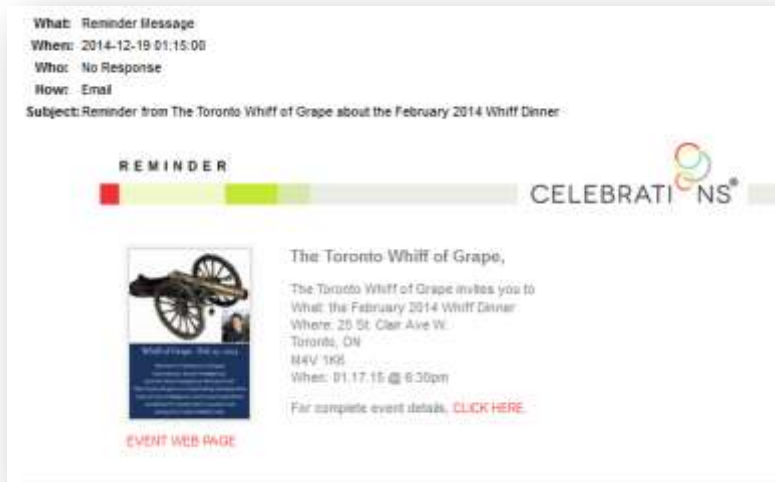 What: Reminder Message
When: 2014-12-19 01:15:00
Who: No Response
How: Email
Subject: Reminder from The Toronto Whiff of Grape about the February 2014 Whiff Dinner
REMINDER
CELEBRATIONS®
The Toronto Whiff of Grape,
The Toronto Whiff of Grape invites you to
What: the February 2014 Whiff Dinner
Where: 25 St. Clair Ave W.
Toronto, ON
M4V 1K6
When: 01.17.15 @ 6:30pm
For complete event details, CLICK HERE.
Whiff of Grape
EVENT WEB PAGE